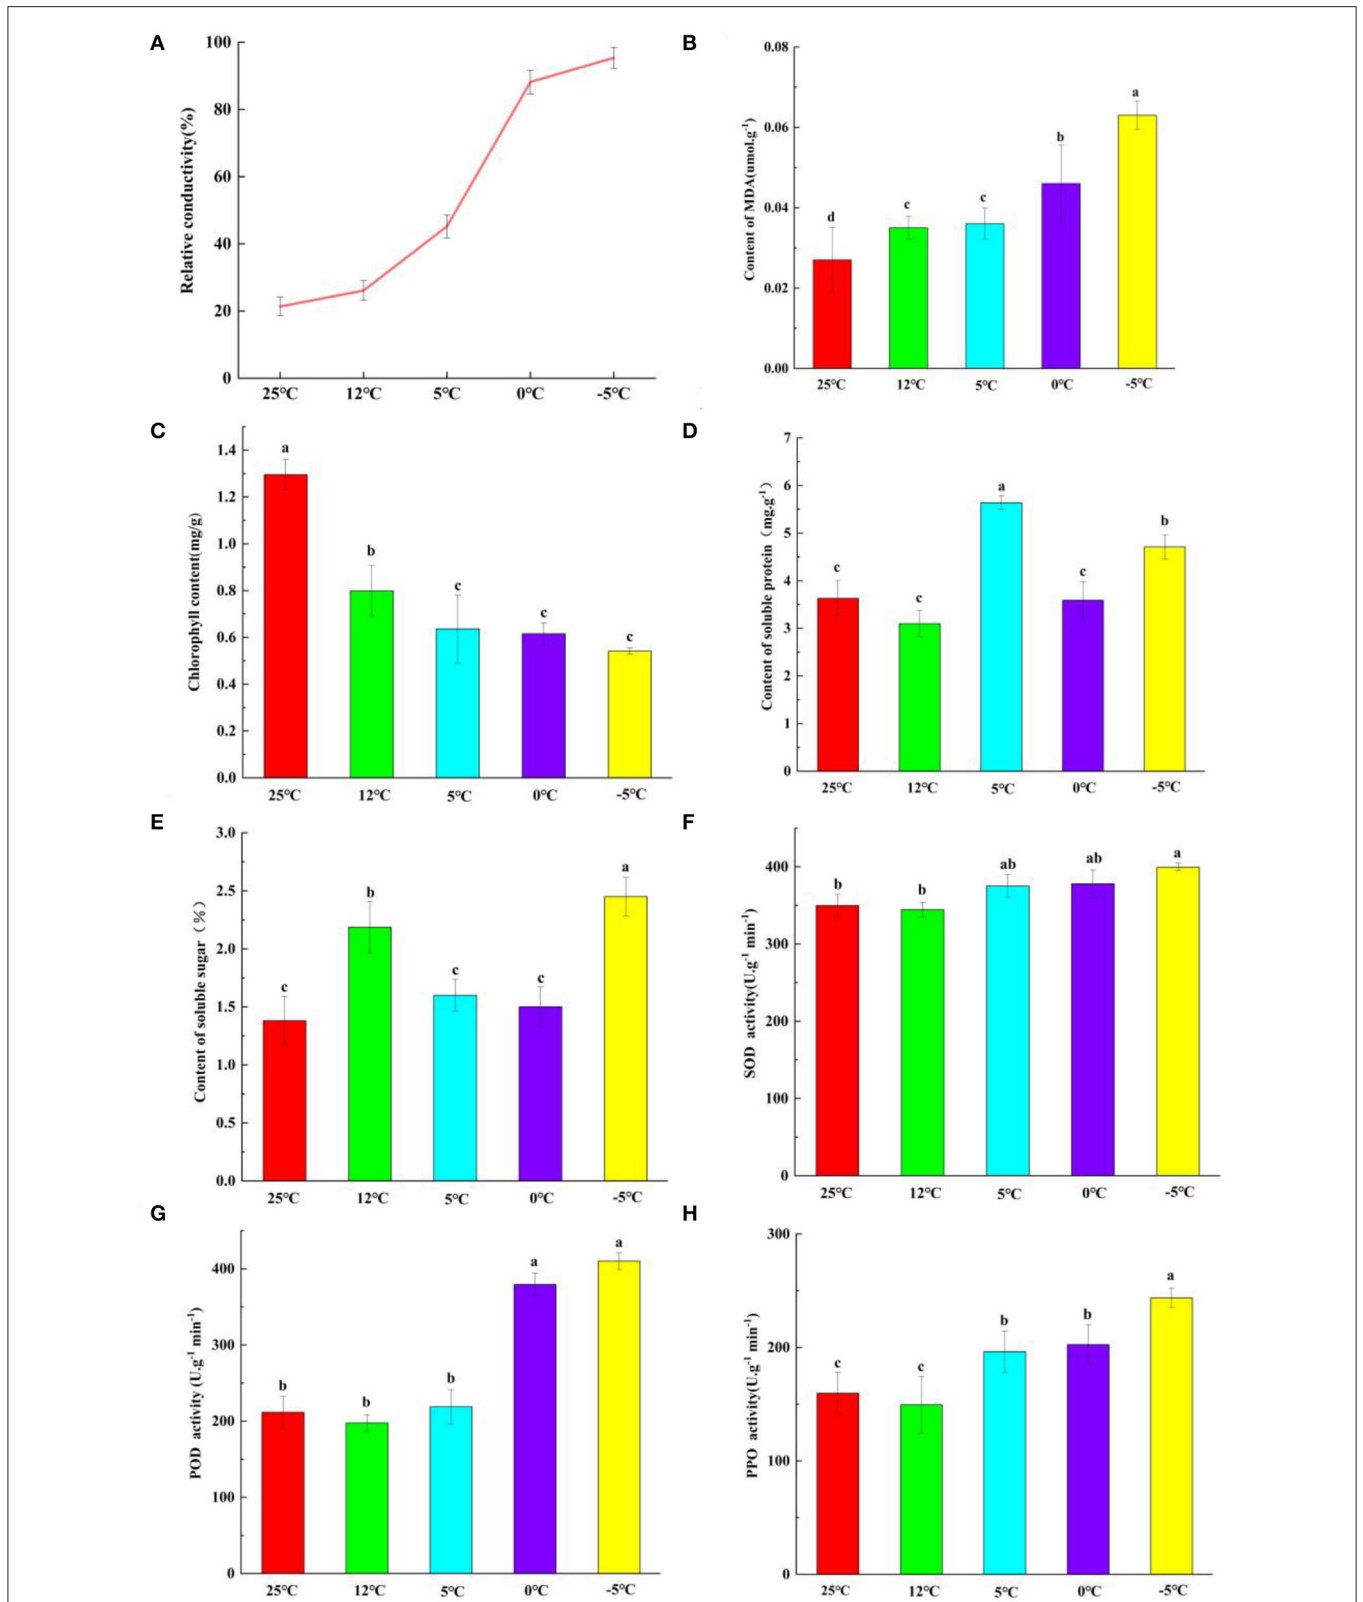 A
100
80
60
40
20
0
Relative conductivity(%)
25°C 12°C 5°C 0°C -5°C
B
0.08
0.06
0.04
0.02
0.00
Content of MDA(umol.g-1)
d c c b a
25°C 12°C 5°C 0°C -5°C
C
1.4
1.2
1.0
0.8
0.6
0.4
0.2
0.0
Chlorophyll content(mg/g)
a b c c c
25°C 12°C 5°C 0°C -5°C
D
7
6
5
4
3
2
1
0
Content of soluble protein（mg.g-1）
c c a c b
25°C 12°C 5°C 0°C -5°C
E
3.0
2.5
2.0
1.5
1.0
0.5
0.0
Content of soluble sugar（%）
c b c c a
25°C 12°C 5°C 0°C -5°C
F
400
300
200
100
0
SOD activity(U.g-1 min-1)
b b ab ab a
25°C 12°C 5°C 0°C -5°C
G
400
300
200
100
0
POD activity (U.g-1 min-1)
b b b a a
25°C 12°C 5°C 0°C -5°C
H
300
200
100
0
PPO activity(U.g-1 min-1)
c c b b a
25°C 12°C 5°C 0°C -5°C